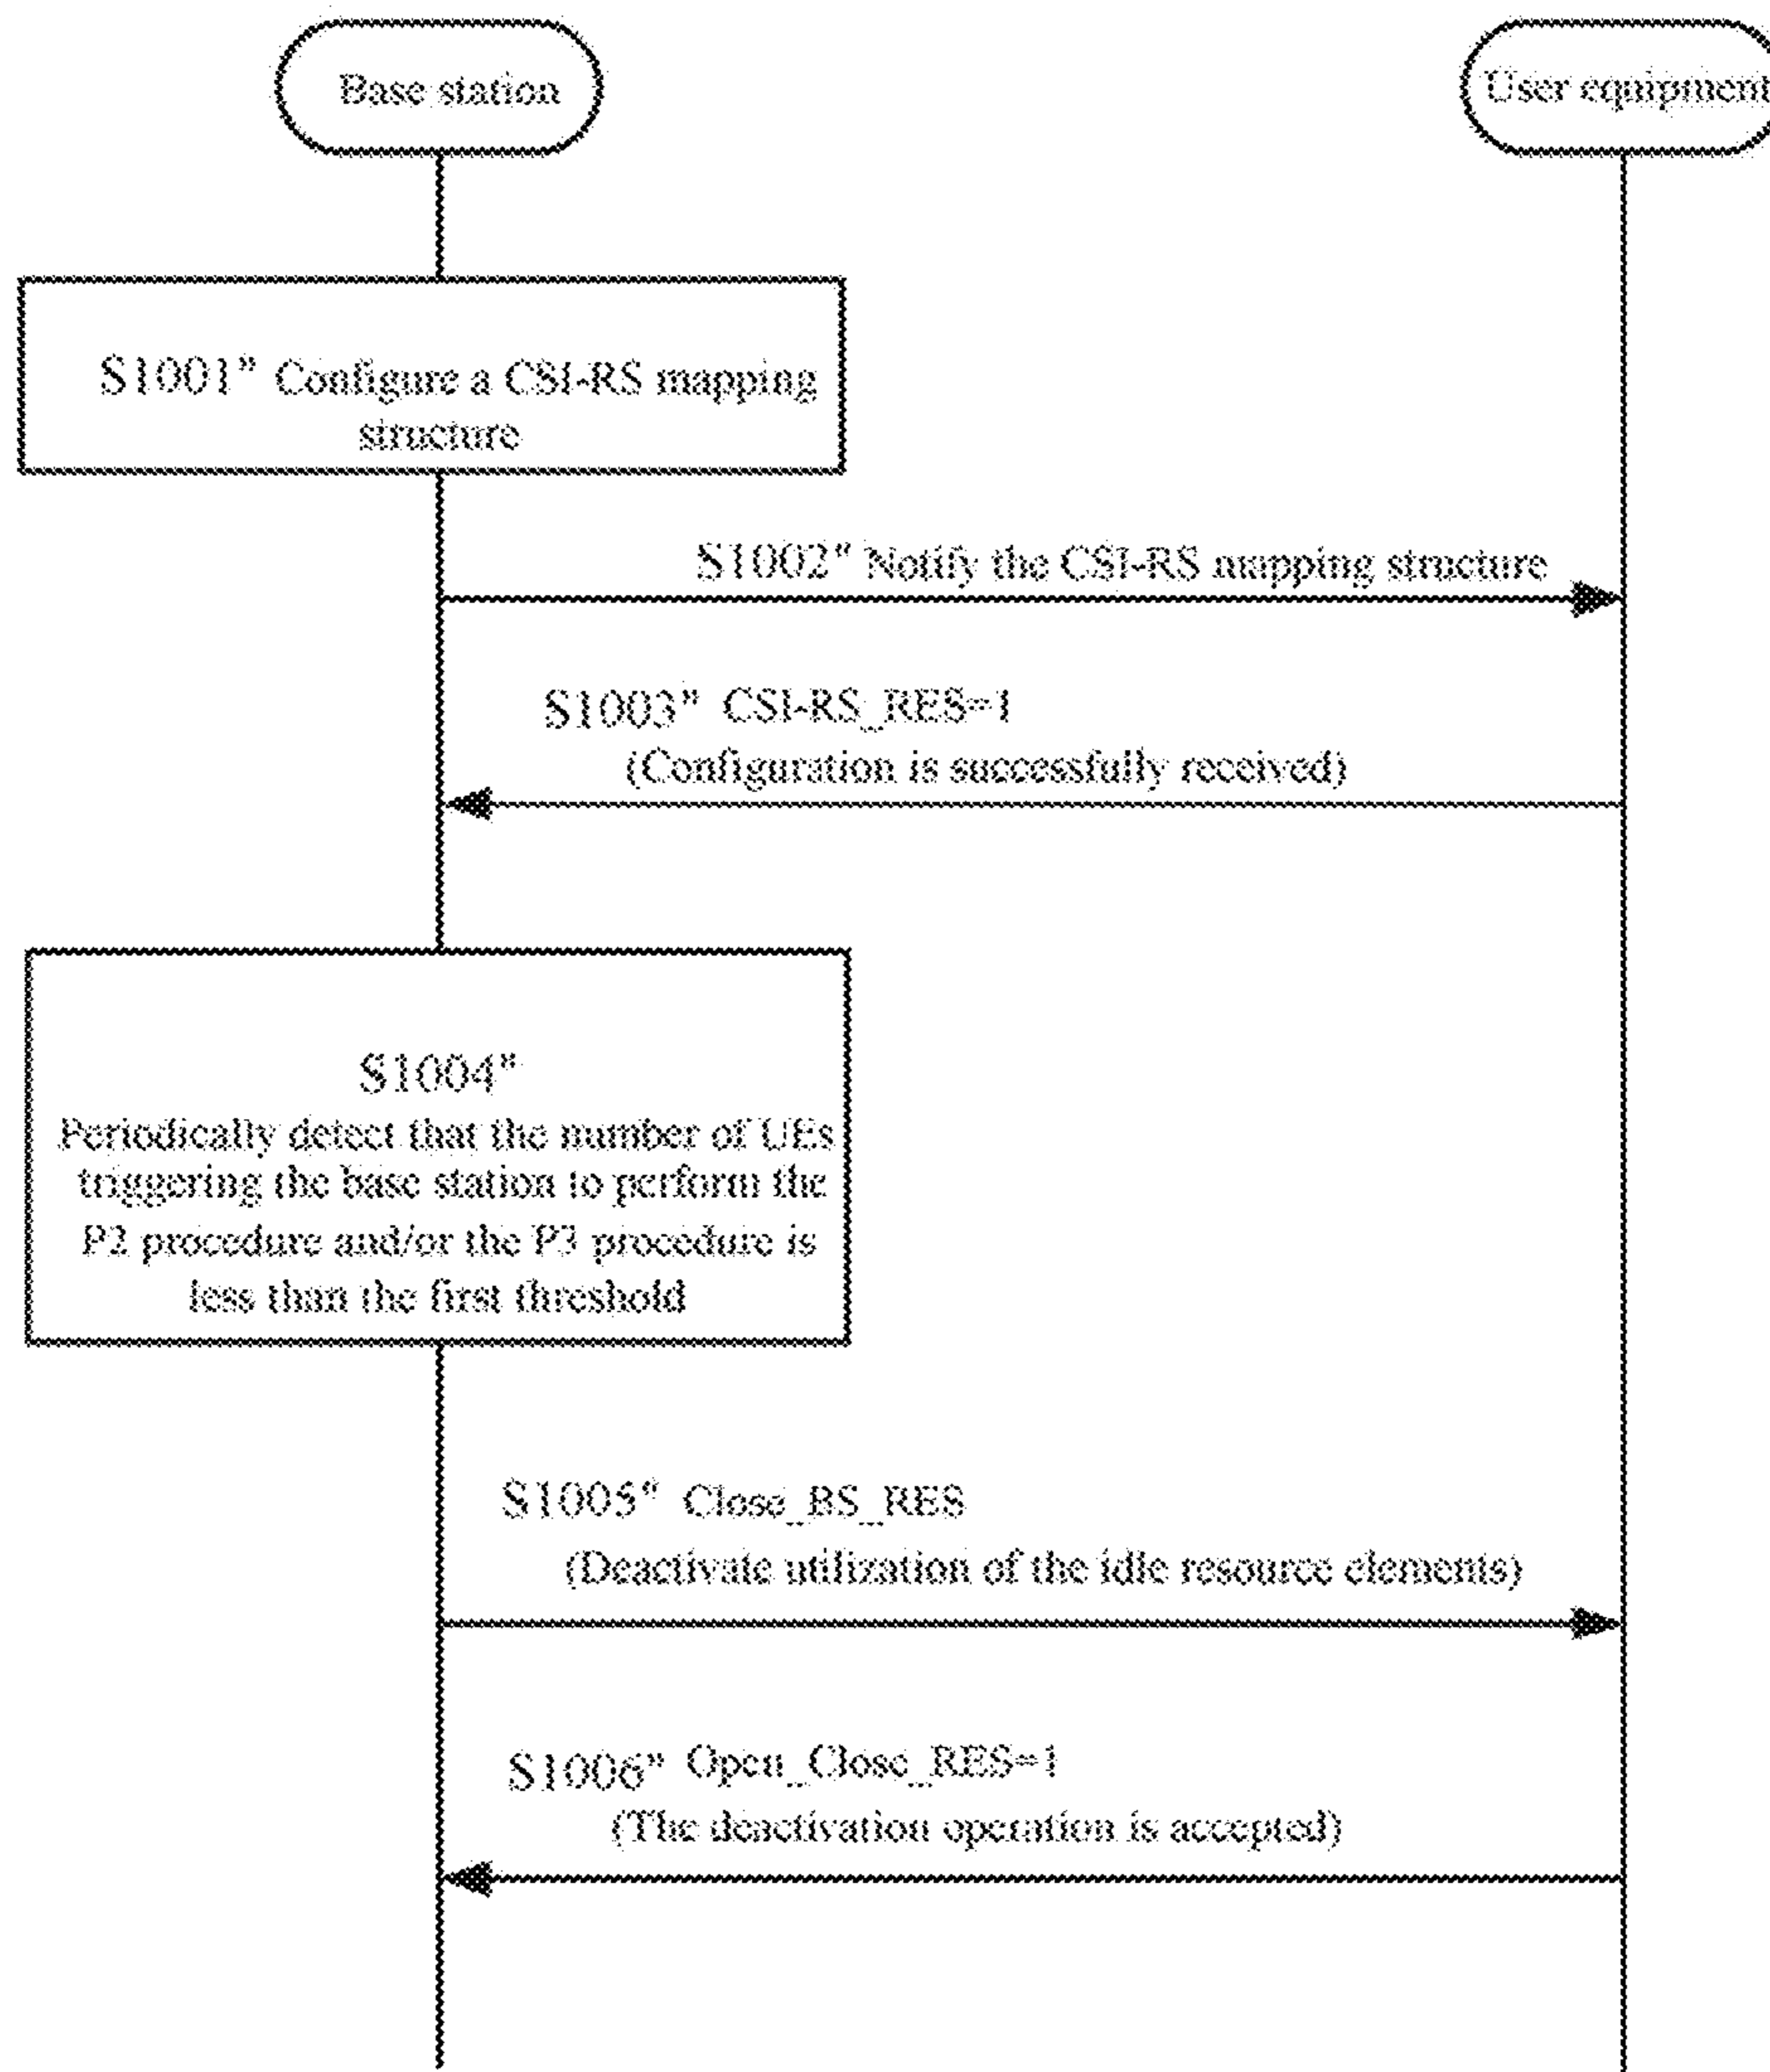 Base station
User equipment
S1001" Configure a CSI-RS mapping
structure
S1002" Notify the CSI-RS mapping structure
S1003" CSI-RS_RES=1
(Configuration is successfully received)
S1004"
Periodically detect that the number of UEs
triggering the base station to perform the
P2 procedure and/or the P3 procedure is
less than the first threshold
S1005" Close_BS_RES
(Deactivate utilization of the idle resource elements)
S1006" Open_Close_RES=1
(The deactivation operation is accepted)